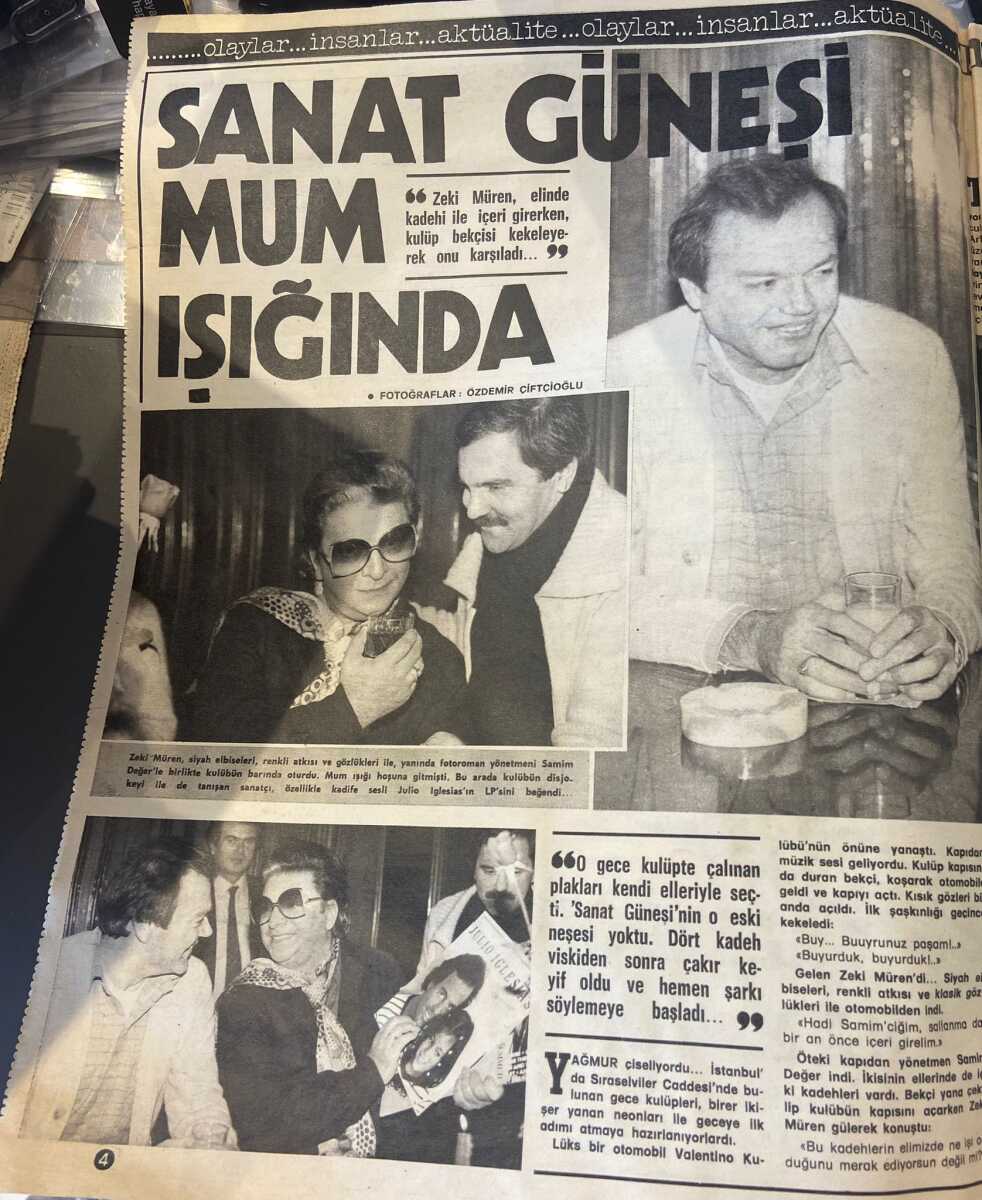 ........olaylar...insanlar...aktüalite...olaylar...insanlar...aktüalite...
SANAT GÜNEŞİ
MUM
IŞIĞINDA
❝ Zeki Müren, elinde
kadehi ile içeri girerken,
kulüp bekçisi kekeleye-
rek onu karşıladı... ❞
● FOTOĞRAFLAR : ÖZDEMİR ÇİFTÇİOĞLU
Zeki Müren, siyah elbiseleri, renkli atkısı ve gözlükleri ile, yanında fotoroman yönetmeni Samim
Değer'le birlikte kulübün barında oturdu. Mum ışığı hoşuna gitmişti. Bu arada kulübün disjo-
keyi ile de tanışan sanatçı, özellikle kadife sesli Julio Iglesias'ın LP'sini beğendi...
JULIO IGLESIAS
❝O gece kulüpte çalınan
plakları kendi elleriyle seç-
ti. 'Sanat Güneşi'nin o eski
neşesi yoktu. Dört kadeh
viskiden sonra çakır ke-
yif oldu ve hemen şarkı
söylemeye başladı... ❞
YAĞMUR çiseliyordu... İstanbul'
da Sıraselviler Caddesi'nde bu-
lunan gece kulüpleri, birer iki-
şer yanan neonları ile geceye ilk
adımı atmaya hazırlanıyorlardı.
Lüks bir otomobil Valentino Ku-
lübü'nün önüne yanaştı. Kapıdan
müzik sesi geliyordu. Kulüp kapısın
da duran bekçi, koşarak otomobile
geldi ve kapıyı açtı. Kısık gözleri bi
anda açıldı. İlk şaşkınlığı geçince
kekeledi:
«Buy... Buuyrunuz paşam!..»
«Buyurduk, buyurduk!..»
Gelen Zeki Müren'di... Siyah el
biseleri, renkli atkısı ve klasik göz
lükleri ile otomobilden indi.
«Hadi Samim'ciğim, sallanma da
bir an önce içeri girelim.»
Öteki kapıdan yönetmen Samim
Değer indi. İkisinin ellerinde de iç
ki kadehleri vardı. Bekçi yana çeki
lip kulübün kapısını açarken Zeki
Müren gülerek konuştu:
«Bu kadehlerin elimizde ne işi o
duğunu merak ediyorsun değil mi?
4